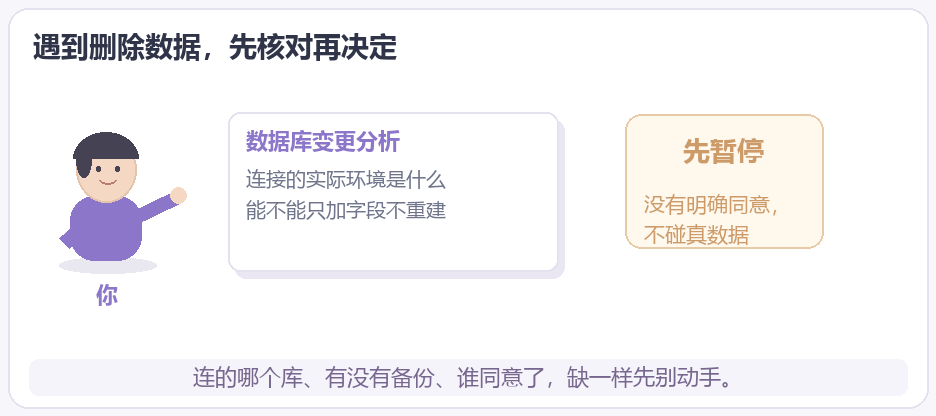 遇到删除数据，先核对再决定
数据库变更分析
连接的实际环境是什么
能不能只加字段不重建
先暂停
没有明确同意，
不碰真数据
你
连的哪个库、有没有备份、谁同意了，缺一样先别动手。